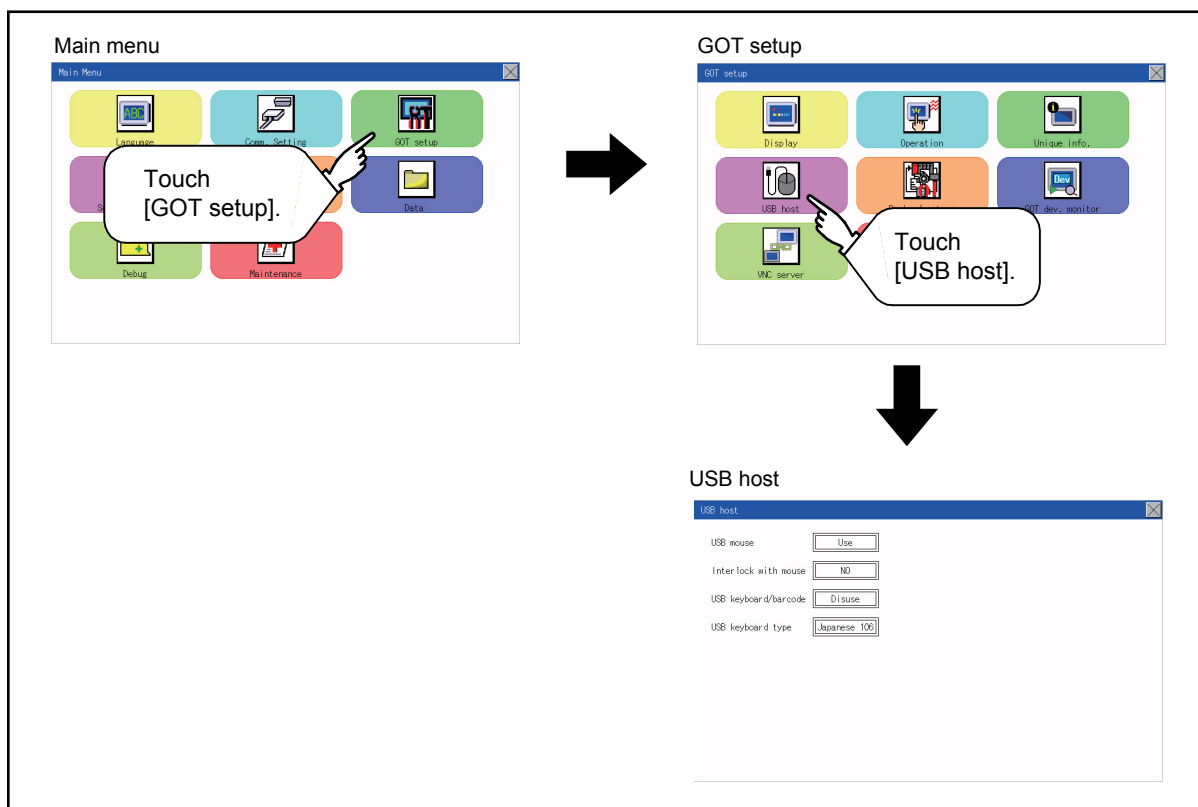 Main menu
Main Menu
ABC
Language
Comm. Setting
GOT setup
Data
Debug
Maintenance
Touch
[GOT setup].
GOT setup
GOT setup
Display
Operation
Unique info.
USB host
Dev
GOT dev. monitor
VNC server
Touch
[USB host].
USB host
USB host
USB mouse
Use
Interlock with mouse
NO
USB keyboard/barcode
Disuse
USB keyboard type
Japanese 106